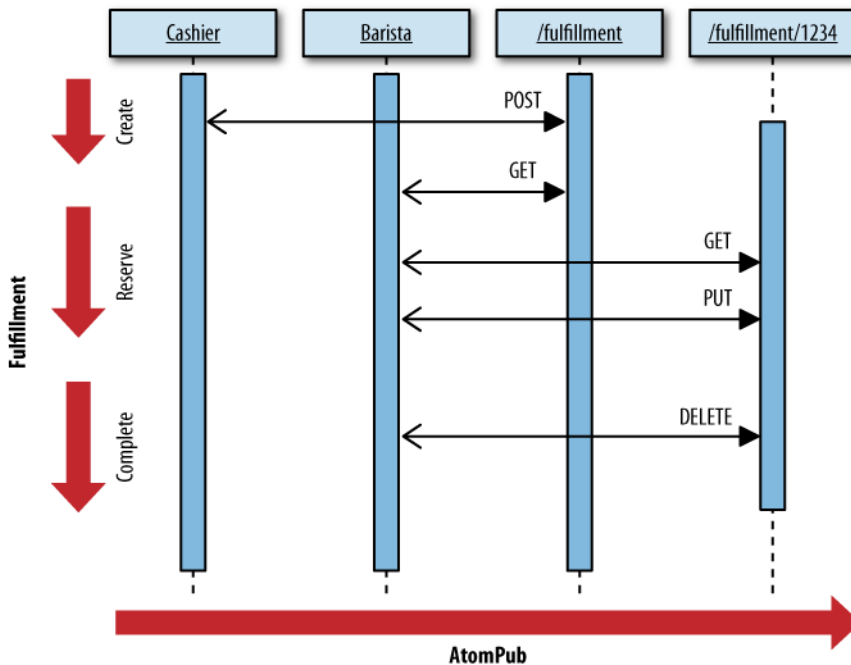 Cashier
Barista
/fulfillment
/fulfillment/1234
POST
Create
GET
GET
Reserve
PUT
Fulfillment
DELETE
Complete
AtomPub